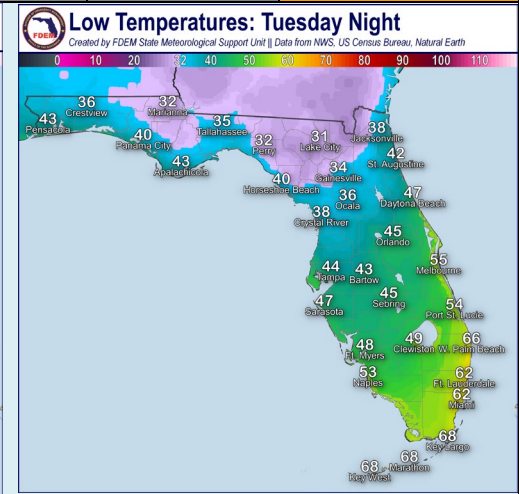 FDEM
Low Temperatures: Tuesday Night
Created by FDEM State Meteorological Support Unit || Data from NWS, US Census Bureau, Natural Earth
0 10 20 32 40 50 60 70 80 90 100 110
36
Crestview
32
Marianna
43
Pensacola
35
Tallahassee
40
Panama City
32
Perry
31
Lake City
38
Jacksonville
43
Apalachicola
34
Gainesville
42
St. Augustine
40
Horseshoe Beach
36
Ocala
47
Daytona Beach
38
Crystal River
45
Orlando
44
Tampa
43
Bartow
55
Melbourne
47
Sarasota
45
Sebring
54
Port St. Lucie
48
Ft. Myers
49
Clewiston
66
W. Palm Beach
53
Naples
62
Ft. Lauderdale
62
Miami
68
Key Largo
68
Marathon
68
Key West